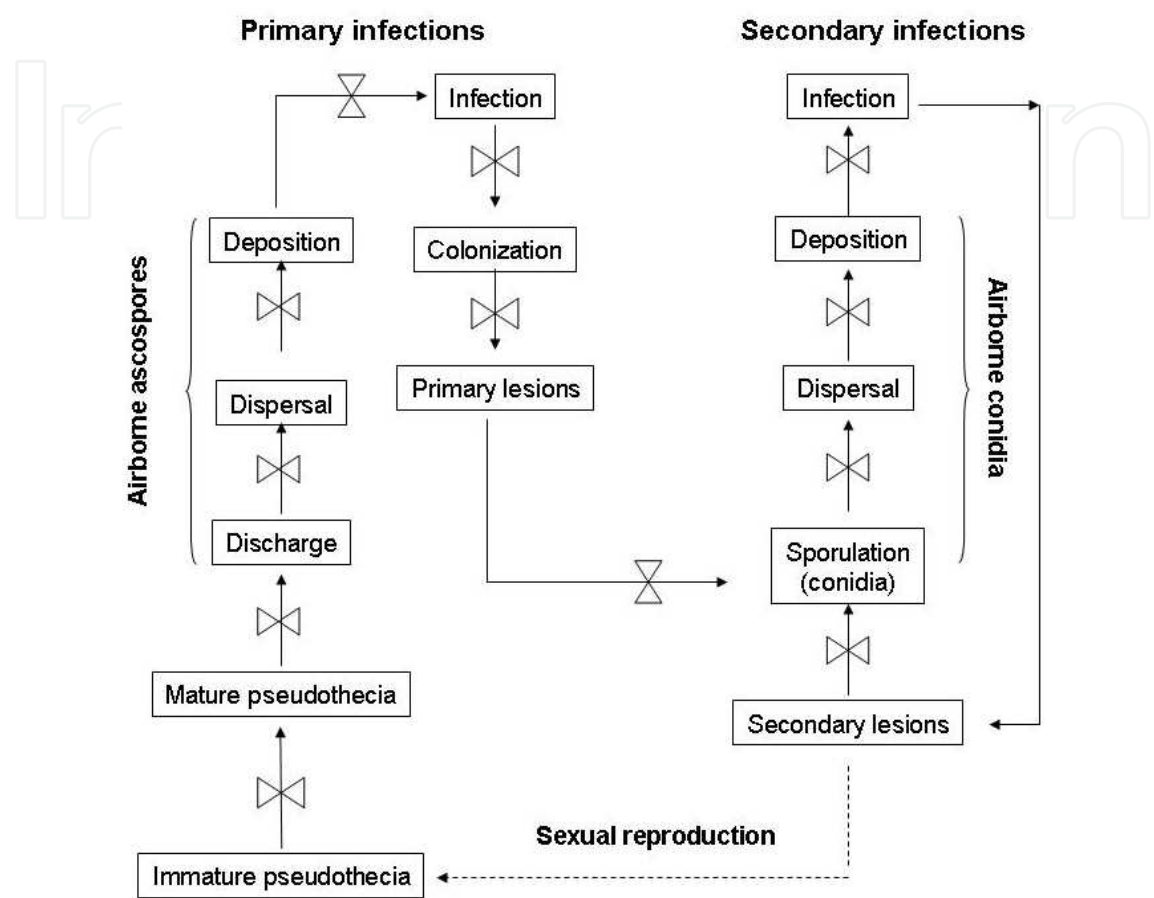 Primary infections
Secondary infections
Infection
Infection
Deposition
Colonization
Deposition
Airborne ascospores
Airborne conidia
Primary lesions
Dispersal
Dispersal
Discharge
Sporulation
(conidia)
Mature pseudothecia
Secondary lesions
Sexual reproduction
Immature pseudothecia
In
n